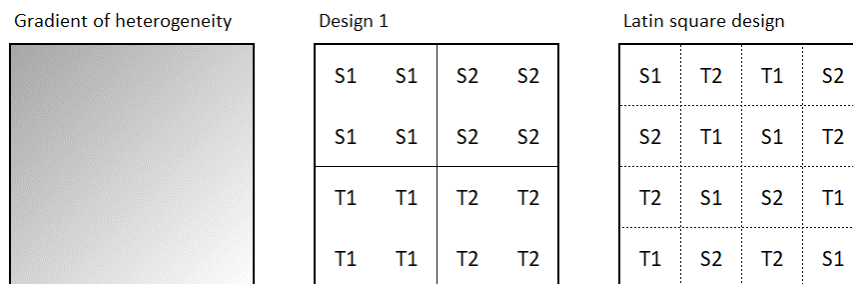 Gradient of heterogeneity
Design 1
S1 S1 S2 S2
S1 S1 S2 S2
T1 T1 T2 T2
T1 T1 T2 T2
Latin square design
S1 T2 T1 S2
S2 T1 S1 T2
T2 S1 S2 T1
T1 S2 T2 S1